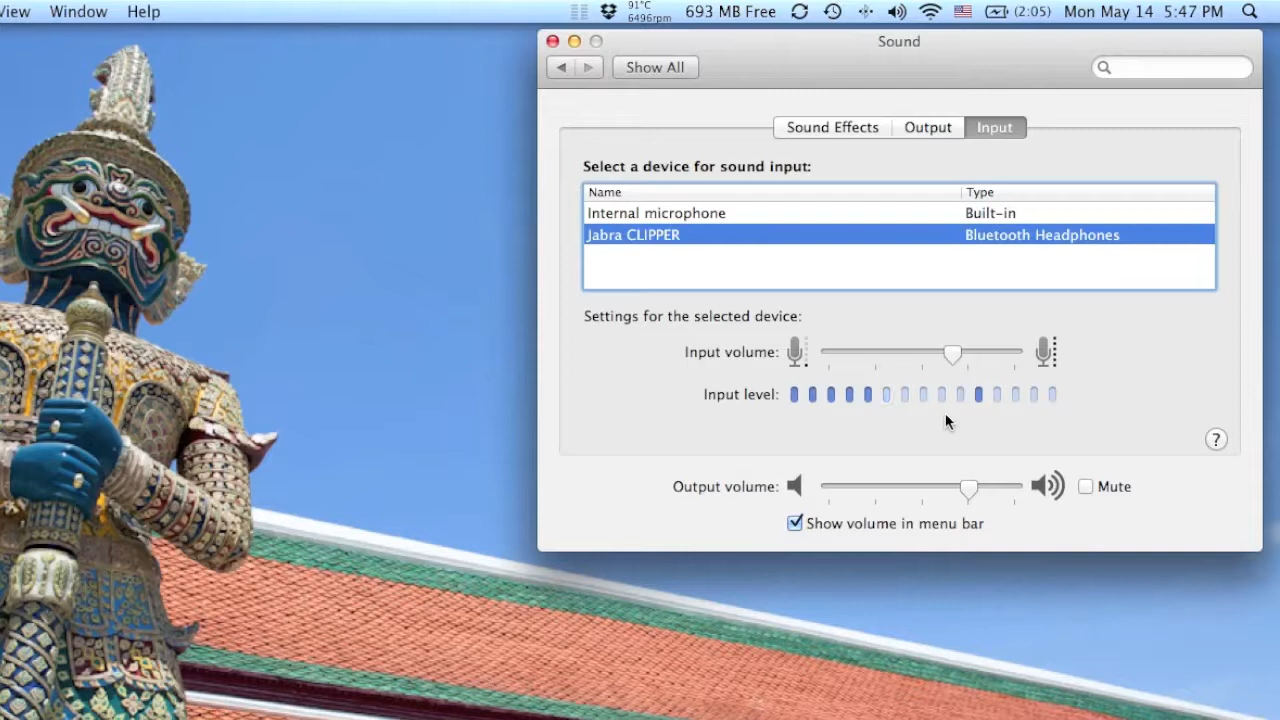 View Window Help 91°C 6496rpm 693 MB Free (2:05) Mon May 14 5:47 PM
Sound
Show All
Sound Effects Output Input
Select a device for sound input:
Name Type
Internal microphone Built-in
Jabra CLIPPER Bluetooth Headphones
Settings for the selected device:
Input volume:
Input level:
?
Output volume: Mute
Show volume in menu bar